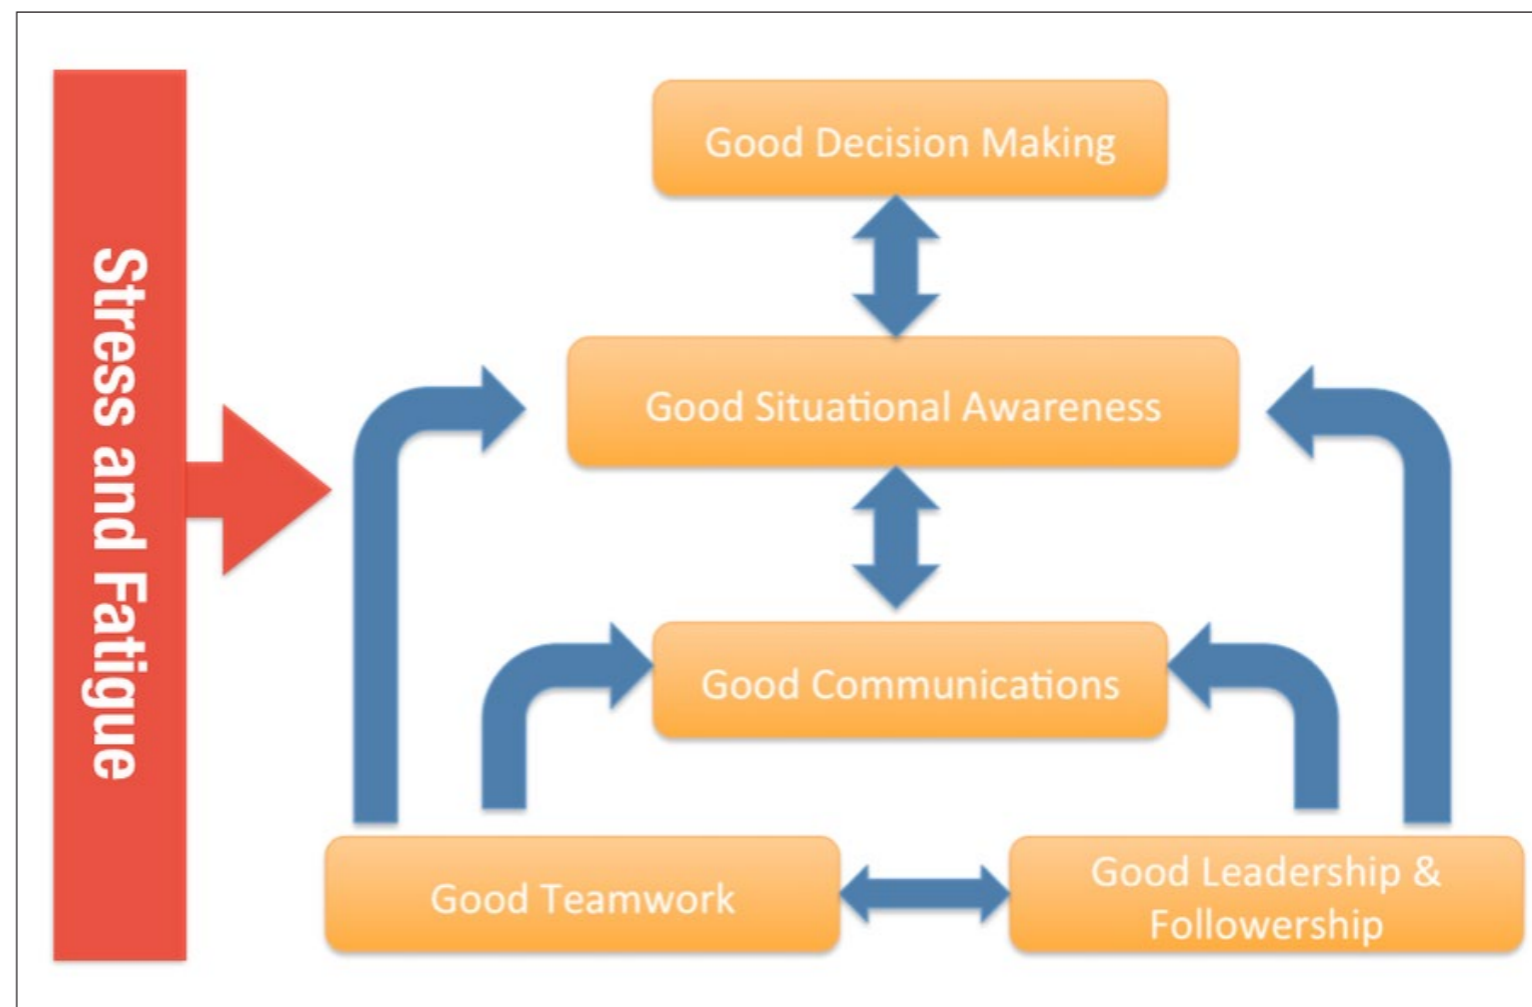 Stress and Fatigue
Good Decision Making
Good Situational Awareness
Good Communications
Good Teamwork
Good Leadership &
Followership